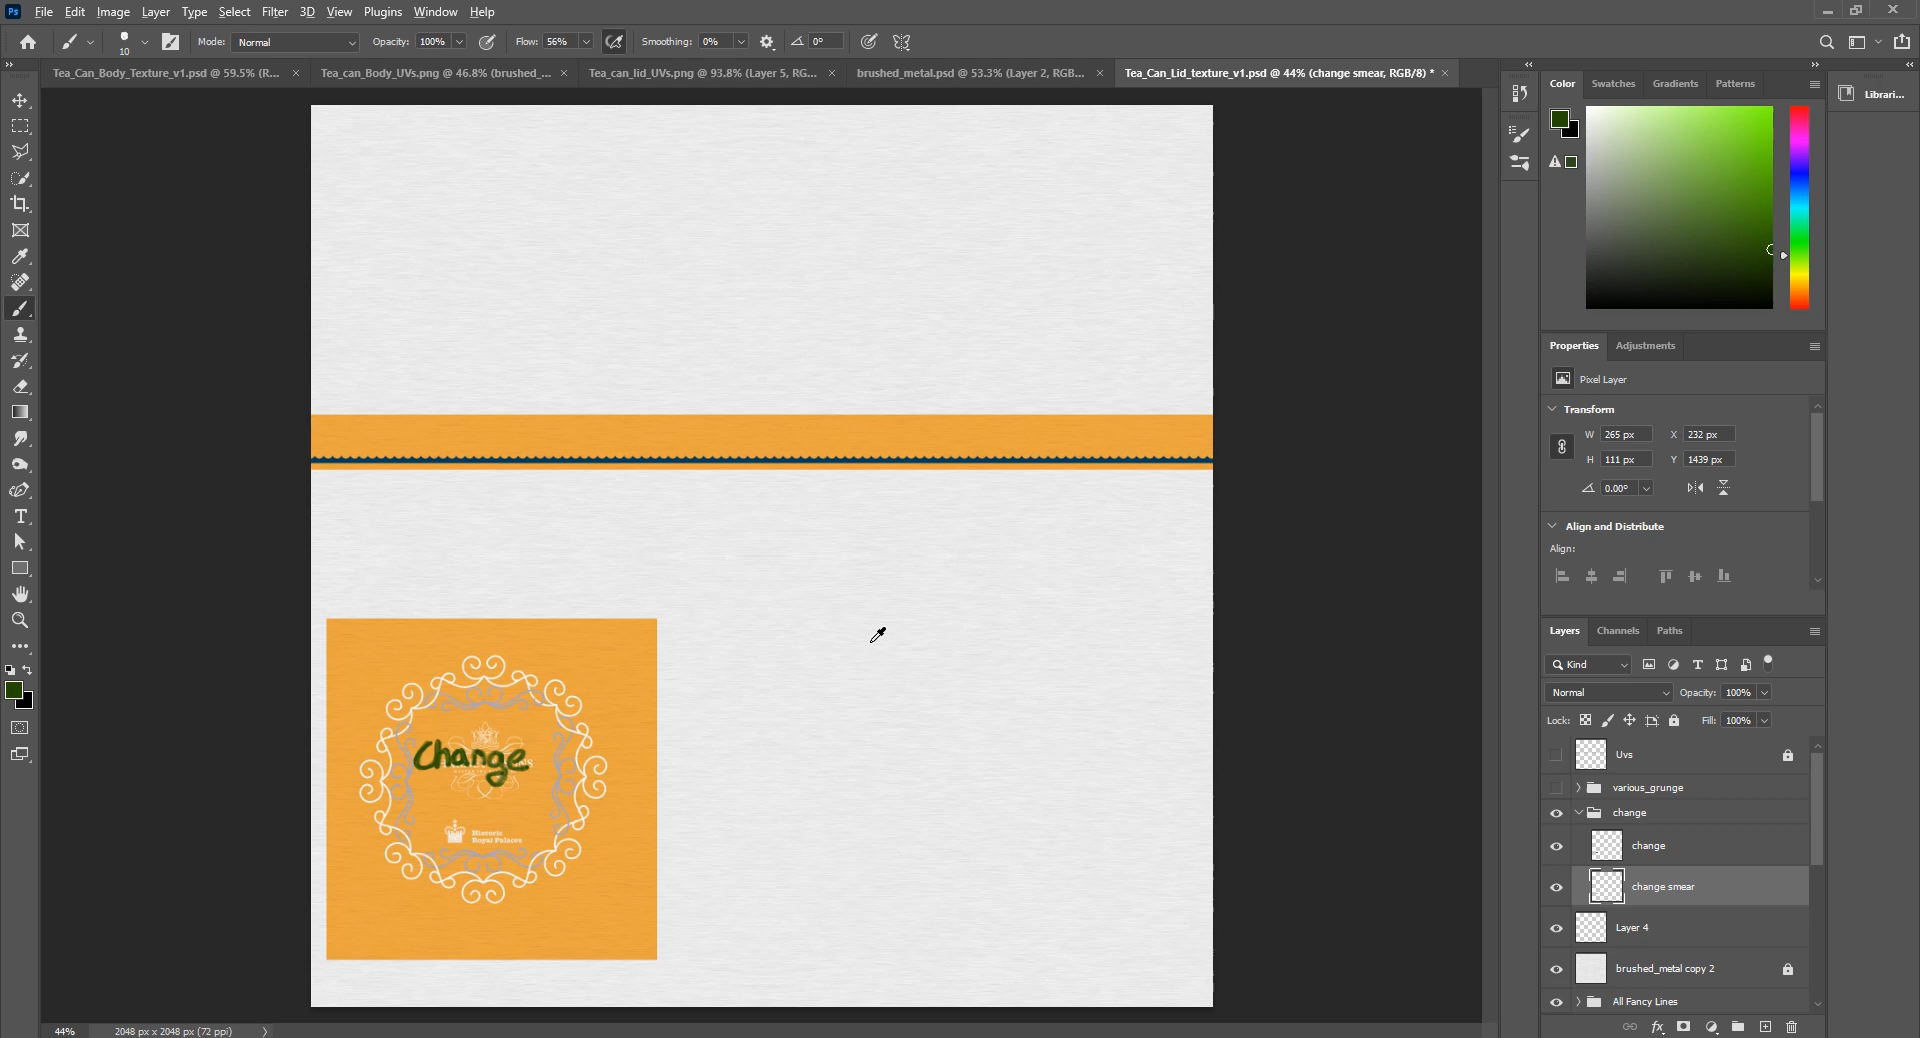 Ps File Edit Image Layer Type Select Filter 3D View Plugins Window Help
10 Mode: Normal Opacity: 100% Flow: 56% Smoothing: 0% 0°
Tea_Can_Body_Texture_v1.psd @ 59.5% (R... × Tea_can_Body_UVs.png @ 46.8% (brushed_... × Tea_can_lid_UVs.png @ 93.8% (Layer 5, RG... × brushed_metal.psd @ 53.3% (Layer 2, RGB... × Tea_Can_Lid_texture_v1.psd @ 44% (change smear, RGB/8) * ×
Color Swatches Gradients Patterns
Librari...
Properties Adjustments
Pixel Layer
Transform
W 265 px X 232 px
H 111 px Y 1439 px
0.00°
Align and Distribute
Align:
Layers Channels Paths
Kind
Normal Opacity: 100%
Lock: Fill: 100%
Uvs
various_grunge
change
change
change smear
Layer 4
brushed_metal copy 2
All Fancy Lines
fx
Change
Historic
Royal Palaces
44% 2048 px x 2048 px (72 ppi)